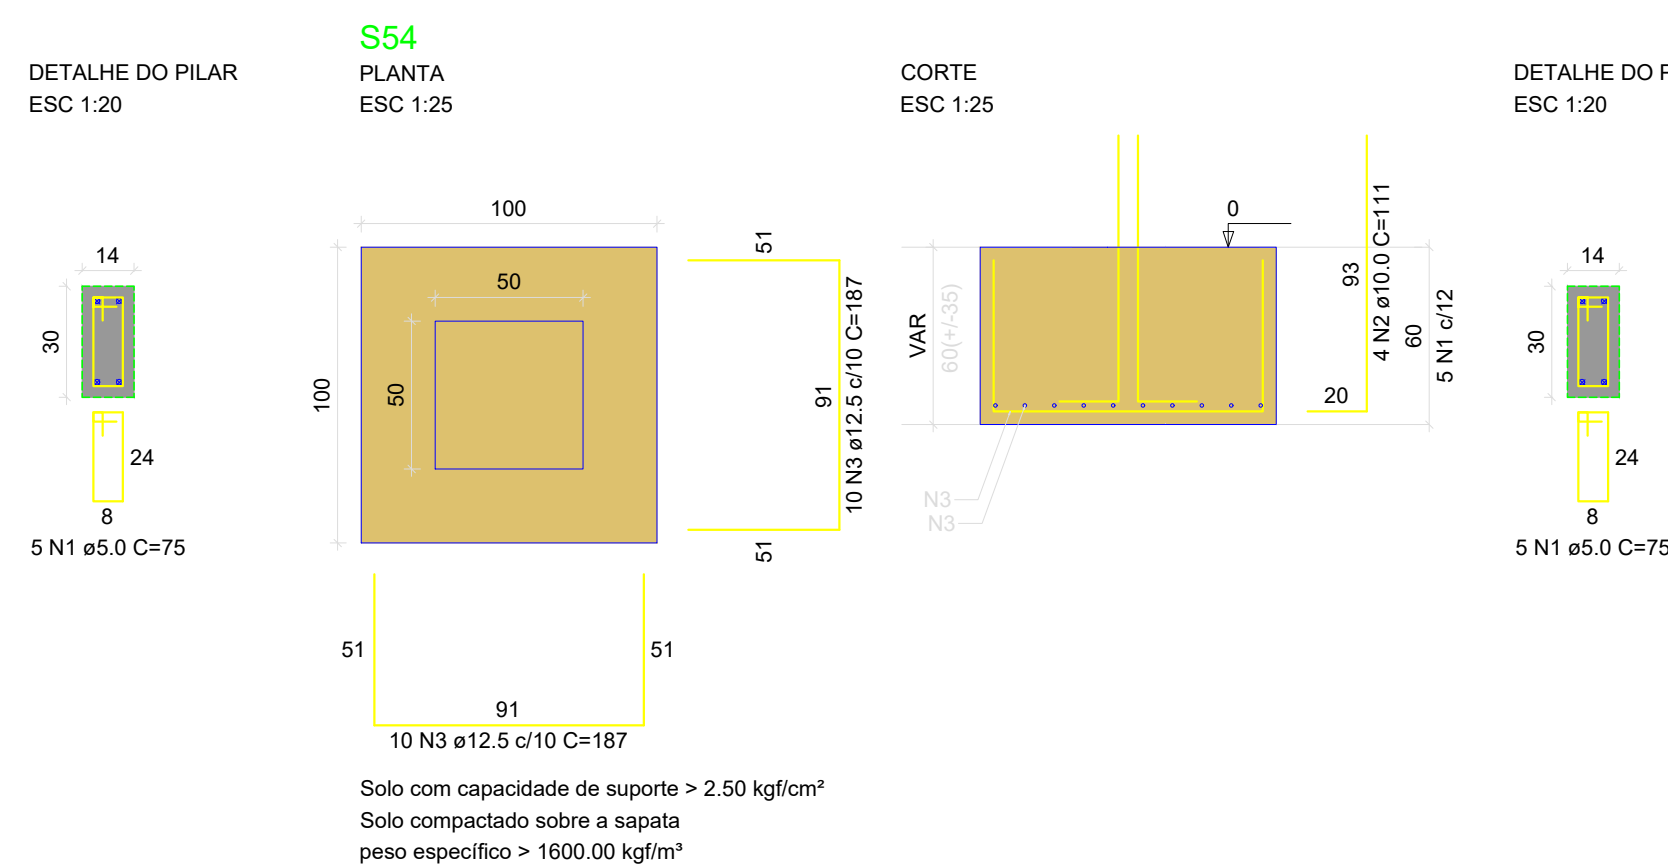 DETALHE DO PILAR
ESC 1:20
14
30
24
8
5 N1 ø5.0 C=75
S54
PLANTA
ESC 1:25
100
50
100
50
51
91
10 N3 ø12.5 c/10 C=187
51
51
51
91
10 N3 ø12.5 c/10 C=187
Solo com capacidade de suporte > 2.50 kgf/cm²
Solo compactado sobre a sapata
peso específico > 1600.00 kgf/m³
CORTE
ESC 1:25
0
VAR
60(+/-35)
N3
N3
20
93
4 N2 ø10.0 C=111
60
5 N1 c/12
DETALHE DO
ESC 1:20
14
30
24
8
5 N1 ø5.0 C=75